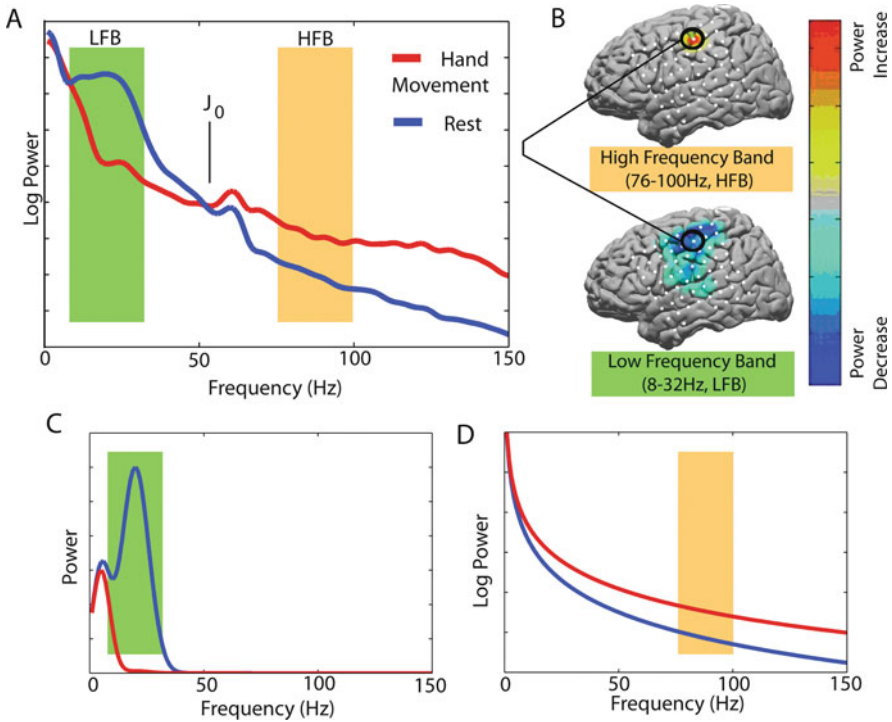 A
LFB
HFB
Hand
Movement
Rest
J0
Log Power
0
50
100
150
Frequency (Hz)
B
High Frequency Band
(76-100Hz, HFB)
Low Frequency Band
(8-32Hz, LFB)
Power
Increase
Power
Decrease
C
Power
0
50
100
150
Frequency (Hz)
D
Log Power
0
50
100
150
Frequency (Hz)